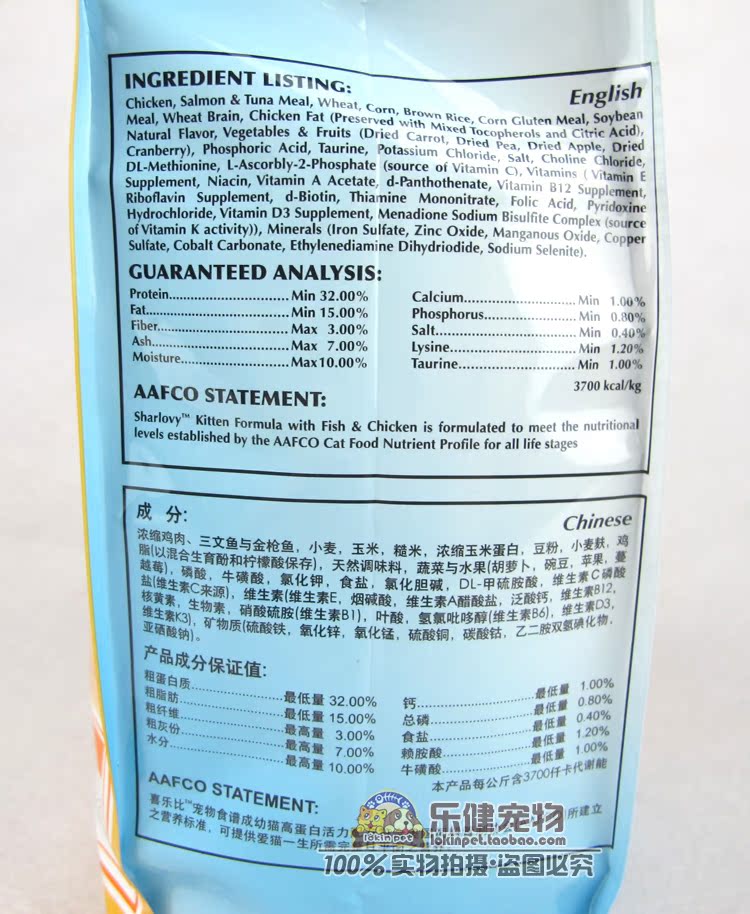 INGREDIENT LISTING:
English
Chicken, Salmon & Tuna Meal, Wheat, Corn, Brown Rice, Corn Gluten Meal, Soybean
Meal, Wheat Brain, Chicken Fat (Preserved with Mixed Tocopherols and Citric Acid),
Natural Flavor, Vegetables & Fruits (Dried Carrot, Dried Pea, Dried Apple, Dried
Cranberry), Phosphoric Acid, Taurine, Potassium Chloride, Salt, Choline Chloride,
DL-Methionine, L-Ascorbly-2-Phosphate (source of Vitamin C), Vitamins ( Vitamin E
Supplement, Niacin, Vitamin A Acetate, d-Panthothenate, Vitamin B12 Supplement,
Riboflavin Supplement, d-Biotin, Thiamine Mononitrate, Folic Acid, Pyridoxine
Hydrochloride, Vitamin D3 Supplement, Menadione Sodium Bisulfite Complex (source
of Vitamin K activity)), Minerals (Iron Sulfate, Zinc Oxide, Manganous Oxide, Copper
Sulfate, Cobalt Carbonate, Ethylenediamine Dihydriodide, Sodium Selenite).
GUARANTEED ANALYSIS:
Protein..................... Min 32.00%
Fat.......................... Min 15.00%
Fiber........................ Max 3.00%
Ash......................... Max 7.00%
Moisture.................... Max10.00%
Calcium...................... Min 1.00%
Phosphorus................. Min 0.80%
Salt........................... Min 0.40%
Lysine........................ Min 1.20%
Taurine...................... Min 1.00%
3700 kcal/kg
AAFCO STATEMENT:
Sharlovy™ Kitten Formula with Fish & Chicken is formulated to meet the nutritional
levels established by the AAFCO Cat Food Nutrient Profile for all life stages
成 分:
Chinese
浓缩鸡肉、三文鱼与金枪鱼，小麦，玉米，糙米，浓缩玉米蛋白，豆粉，小麦麸，鸡
脂(以混合生育酚和柠檬酸保存)，天然调味料，蔬菜与水果(胡萝卜，碗豆，苹果，蔓
越莓)，磷酸，牛磺酸，氯化钾，食盐，氯化胆碱，DL-甲硫胺酸，维生素C磷酸
盐(维生素C来源)，维生素(维生素E，烟碱酸，维生素A醋酸盐，泛酸钙，维生素B12，
核黄素，生物素，硝酸硫胺(维生素B1)，叶酸，氢氯吡哆醇(维生素B6)，维生素D3，
维生素K3)，矿物质(硫酸铁，氧化锌，氧化锰，硫酸铜，碳酸钴，乙二胺双氢碘化物，
亚硒酸钠)。
产品成分保证值:
粗蛋白质..................最低量 32.00%
粗脂肪.....................最低量 15.00%
粗纤维.....................最高量 3.00%
粗灰份.....................最高量 7.00%
水分........................最高量 10.00%
钙...........................最低量 1.00%
总磷........................最低量 0.80%
食盐........................最低量 0.40%
赖胺酸.....................最低量 1.20%
牛磺酸.....................最低量 1.00%
本产品每公斤含3700仟卡代谢能
AAFCO STATEMENT:
喜乐比™宠物食谱成幼猫高蛋白活力 所建立
之营养标准，可提供爱猫一生所需
lekin pet
乐健宠物
lekinpet.taobao.com
100%实物拍摄·盗图必究